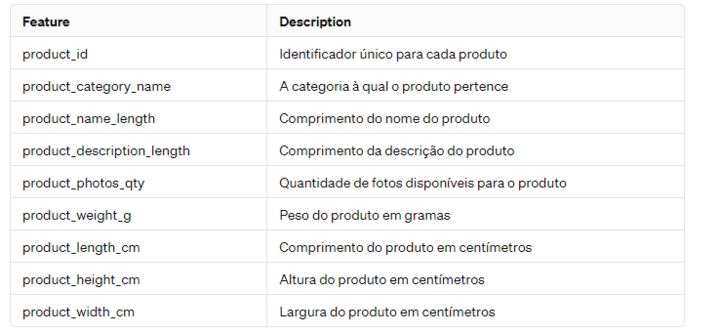 Feature Description
product_id Identificador único para cada produto
product_category_name A categoria à qual o produto pertence
product_name_length Comprimento do nome do produto
product_description_length Comprimento da descrição do produto
product_photos_qty Quantidade de fotos disponíveis para o produto
product_weight_g Peso do produto em gramas
product_length_cm Comprimento do produto em centímetros
product_height_cm Altura do produto em centímetros
product_width_cm Largura do produto em centímetros